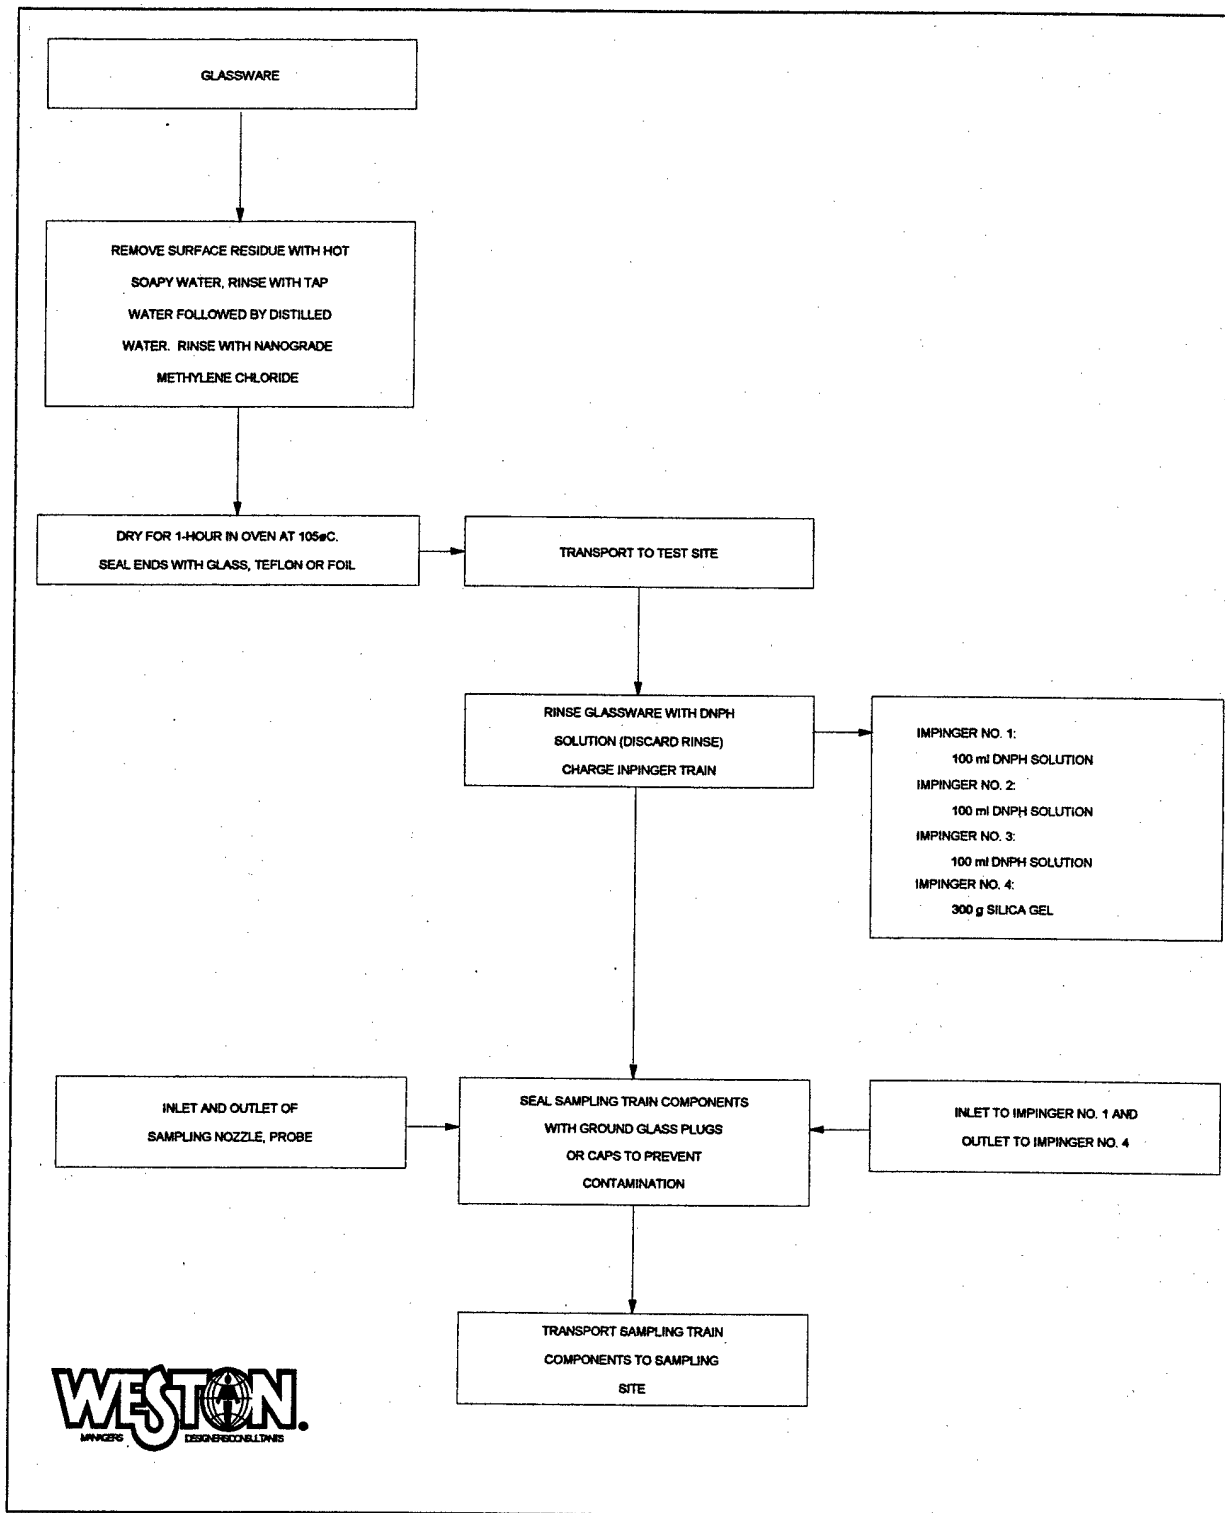 GLASSWARE
REMOVE SURFACE RESIDUE WITH HOT
SOAPY WATER, RINSE WITH TAP
WATER FOLLOWED BY DISTILLED
WATER. RINSE WITH NANOGRADE
METHYLENE CHLORIDE
DRY FOR 1-HOUR IN OVEN AT 105øC.
SEAL ENDS WITH GLASS, TEFLON OR FOIL
TRANSPORT TO TEST SITE
RINSE GLASSWARE WITH DNPH
SOLUTION (DISCARD RINSE)
CHARGE INPINGER TRAIN
IMPINGER NO. 1:
100 ml DNPH SOLUTION
IMPINGER NO. 2:
100 ml DNPH SOLUTION
IMPINGER NO. 3:
100 ml DNPH SOLUTION
IMPINGER NO. 4:
300 g SILICA GEL
INLET AND OUTLET OF
SAMPLING NOZZLE, PROBE
SEAL SAMPLING TRAIN COMPONENTS
WITH GROUND GLASS PLUGS
OR CAPS TO PREVENT
CONTAMINATION
INLET TO IMPINGER NO. 1 AND
OUTLET TO IMPINGER NO. 4
TRANSPORT SAMPLING TRAIN
COMPONENTS TO SAMPLING
SITE
WESTON.
MANAGERS DESIGNERS/CONSULTANTS